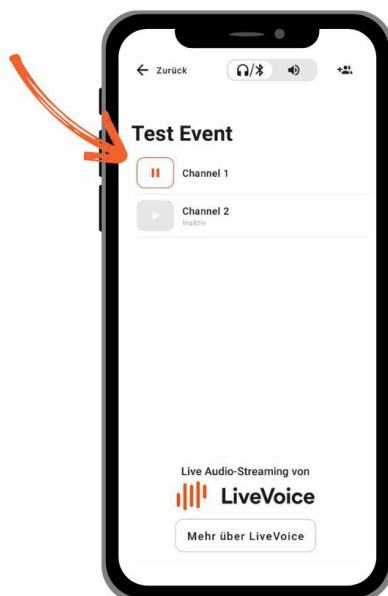 Zurück
Test Event
Channel 1
Channel 2
Inaktiv
Live Audio-Streaming von
LiveVoice
Mehr über LiveVoice